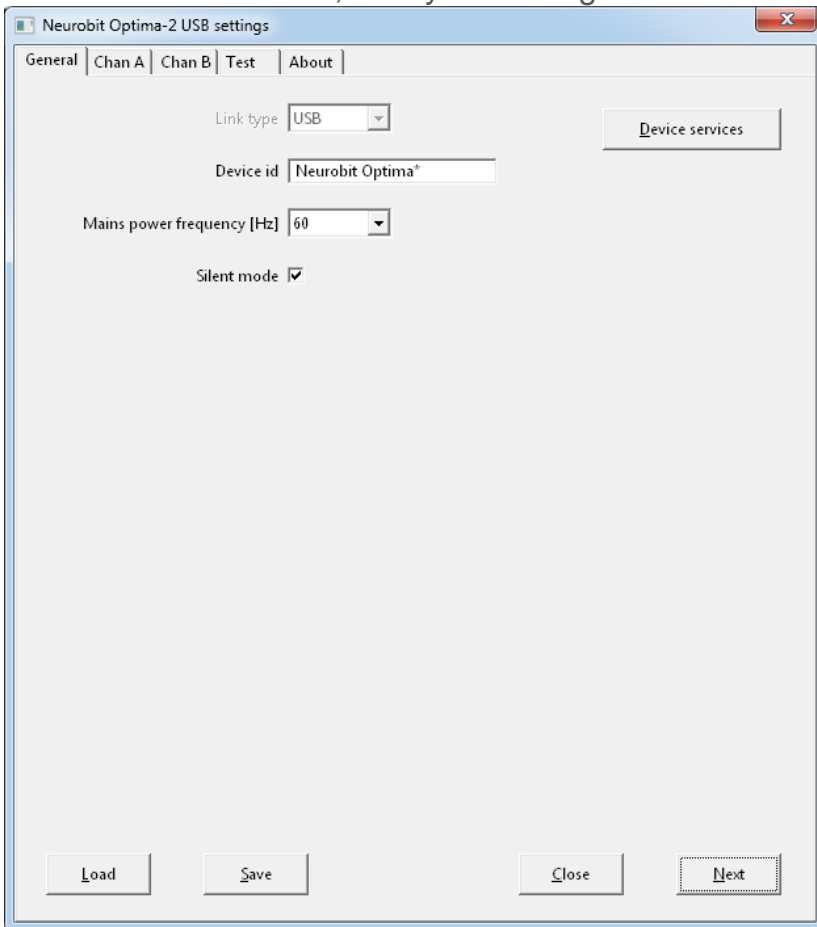 Neurobit Optima-2 USB settings
General Chan A Chan B Test About
Link type USB
Device services
Device id Neurobit Optima*
Mains power frequency [Hz] 60
Silent mode
Load Save Close Next